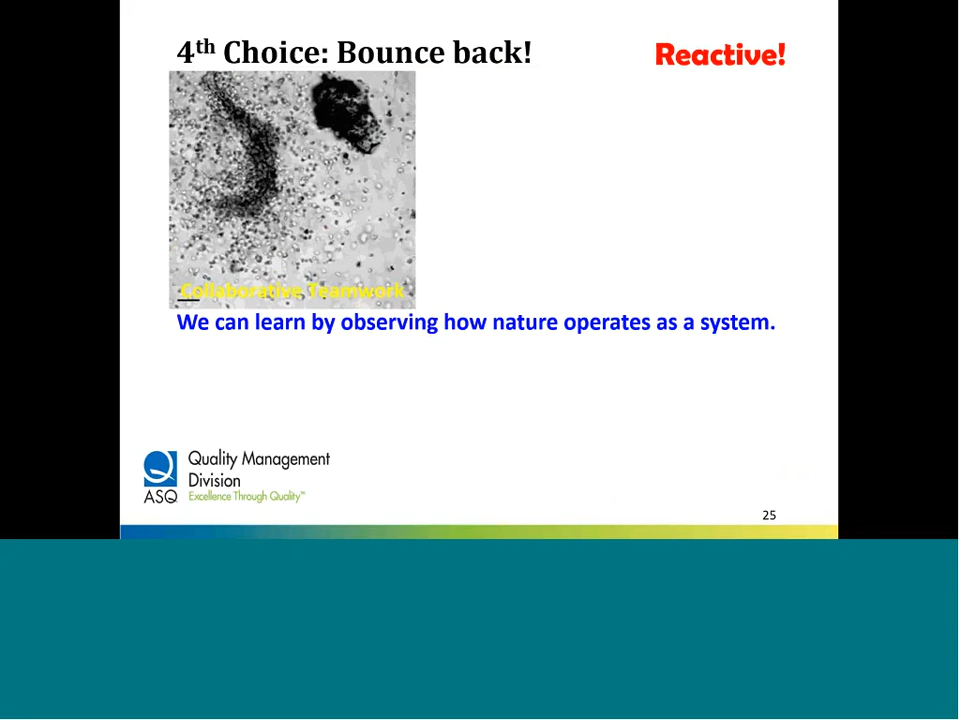 4th Choice: Bounce back!
Reactive!
Collaborative Teamwork
We can learn by observing how nature operates as a system.
Quality Management
Division
ASQ Excellence Through Quality™
25